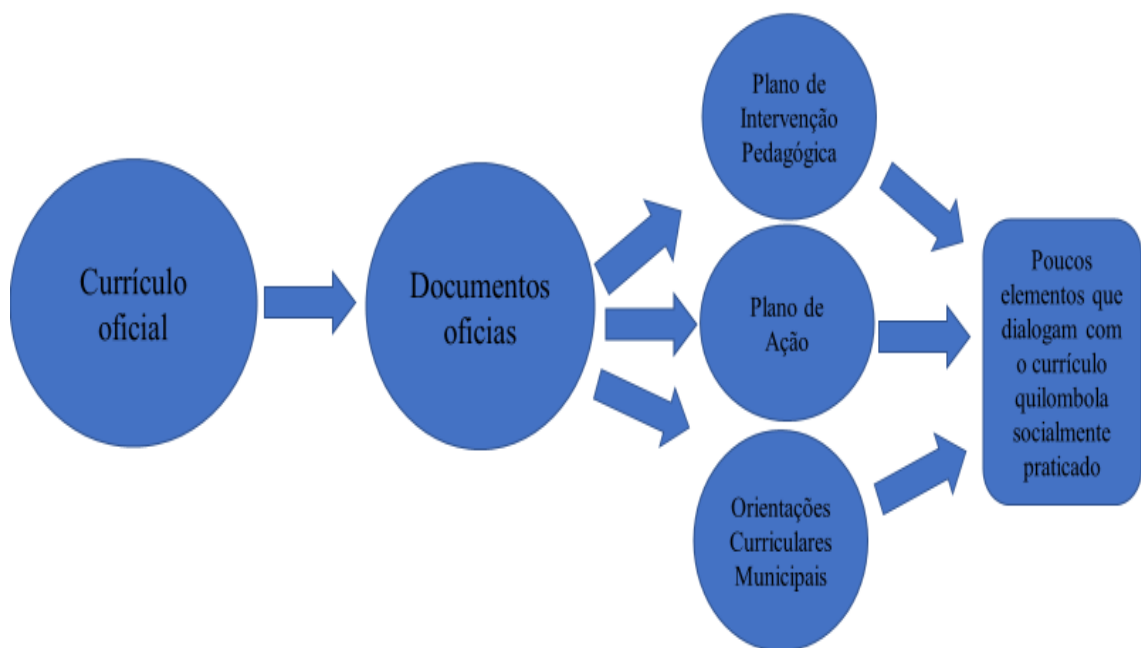 Currículo
oficial
Documentos
oficias
Plano de
Intervenção
Pedagógica
Plano de
Ação
Orientações
Curriculares
Municipais
Poucos
elementos que
dialogam com
o currículo
quilombola
socialmente
praticado